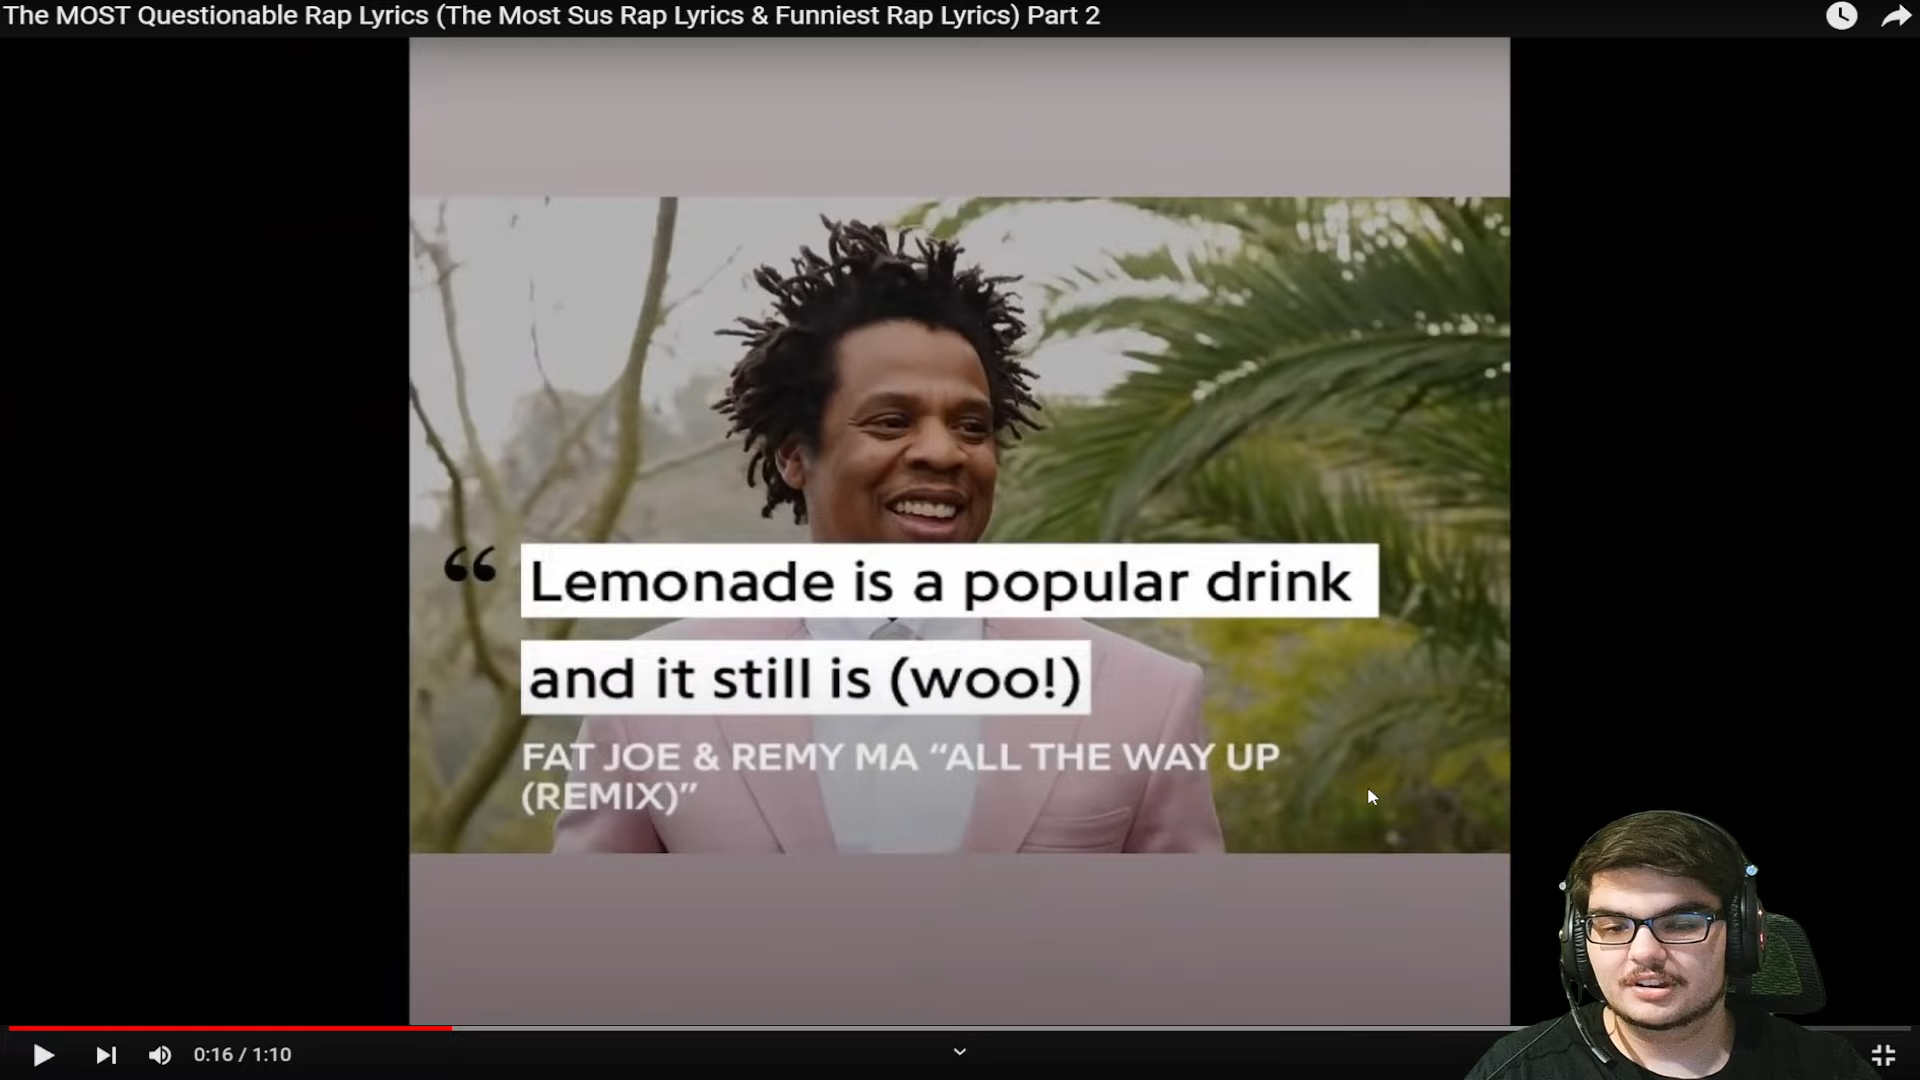 The MOST Questionable Rap Lyrics (The Most Sus Rap Lyrics & Funniest Rap Lyrics) Part 2
“ Lemonade is a popular drink
and it still is (woo!)
FAT JOE & REMY MA “ALL THE WAY UP
(REMIX)”
0:16 / 1:10